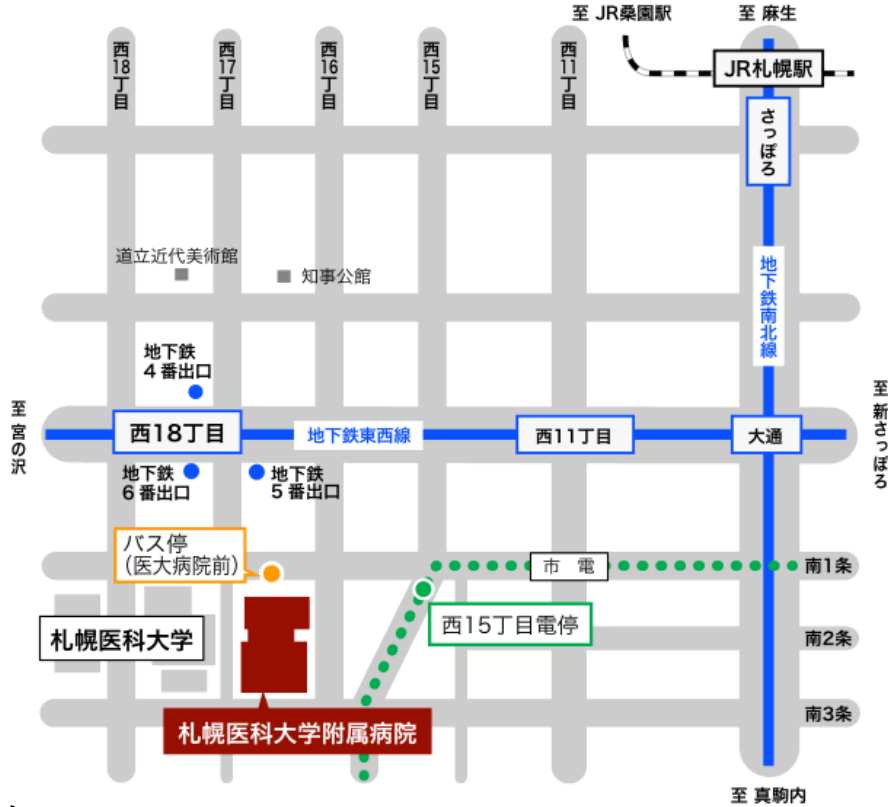 至 JR桑園駅
至 麻生
西18丁目
西17丁目
西16丁目
西15丁目
西11丁目
JR札幌駅
さっぽろ
道立近代美術館
知事公館
地下鉄南北線
地下鉄
4番出口
至 宮の沢
西18丁目
地下鉄東西線
西11丁目
大通
至 新さっぽろ
地下鉄
6番出口
地下鉄
5番出口
バス停
(医大病院前)
市 電
南1条
札幌医科大学
西15丁目電停
南2条
札幌医科大学附属病院
南3条
至 真駒内